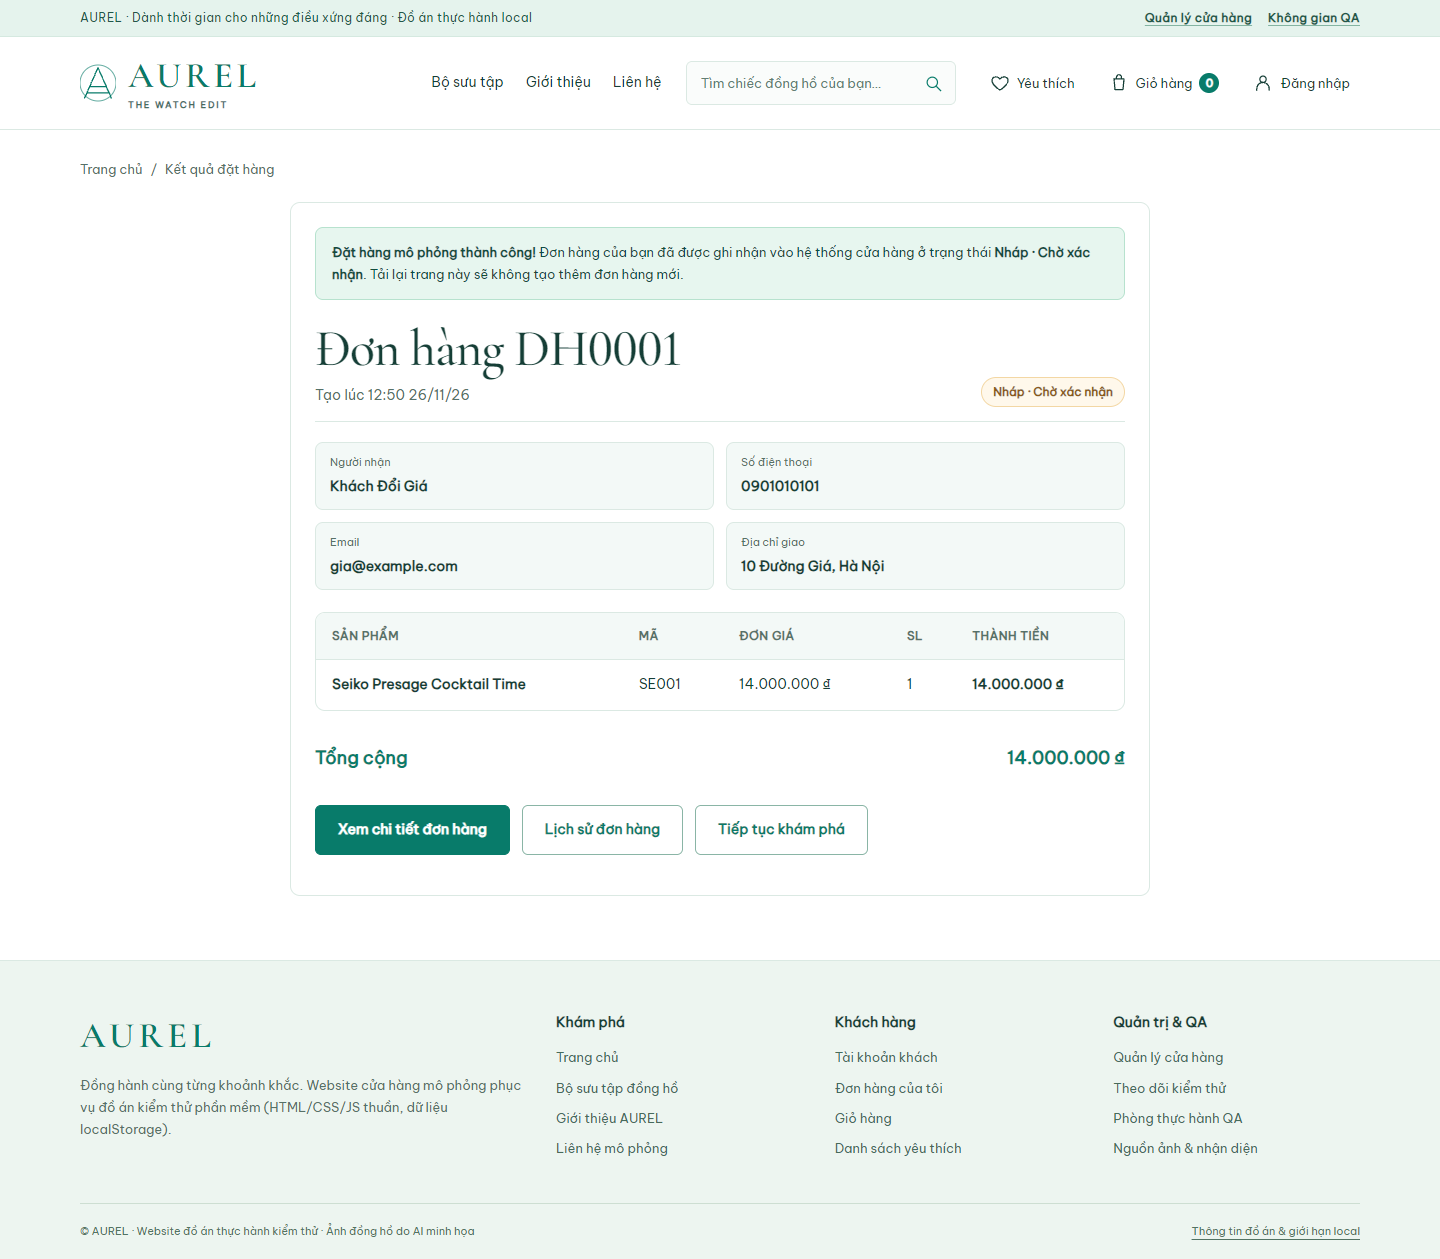 AUREL · Dành thời gian cho những điều xứng đáng · Đồ án thực hành local
Quản lý cửa hàng
Không gian QA
AUREL
THE WATCH EDIT
Bộ sưu tập
Giới thiệu
Liên hệ
Tìm chiếc đồng hồ của bạn...
Yêu thích
Giỏ hàng 0
Đăng nhập
Trang chủ / Kết quả đặt hàng
Đặt hàng mô phỏng thành công! Đơn hàng của bạn đã được ghi nhận vào hệ thống cửa hàng ở trạng thái Nháp · Chờ xác
nhận. Tải lại trang này sẽ không tạo thêm đơn hàng mới.
Đơn hàng DH0001
Tạo lúc 12:50 26/11/26
Nháp · Chờ xác nhận
Người nhận
Khách Đổi Giá
Số điện thoại
0901010101
Email
gia@example.com
Địa chỉ giao
10 Đường Giá, Hà Nội
SẢN PHẨM MÃ ĐƠN GIÁ SL THÀNH TIỀN
Seiko Presage Cocktail Time SE001 14.000.000 ₫ 1 14.000.000 ₫
Tổng cộng 14.000.000 ₫
Xem chi tiết đơn hàng
Lịch sử đơn hàng
Tiếp tục khám phá
AUREL
Đồng hành cùng từng khoảnh khắc. Website cửa hàng mô phỏng phục
vụ đồ án kiểm thử phần mềm (HTML/CSS/JS thuần, dữ liệu
localStorage).
Khám phá
Trang chủ
Bộ sưu tập đồng hồ
Giới thiệu AUREL
Liên hệ mô phỏng
Khách hàng
Tài khoản khách
Đơn hàng của tôi
Giỏ hàng
Danh sách yêu thích
Quản trị & QA
Quản lý cửa hàng
Theo dõi kiểm thử
Phòng thực hành QA
Nguồn ảnh & nhận diện
© AUREL · Website đồ án thực hành kiểm thử · Ảnh đồng hồ do AI minh họa
Thông tin đồ án & giới hạn local